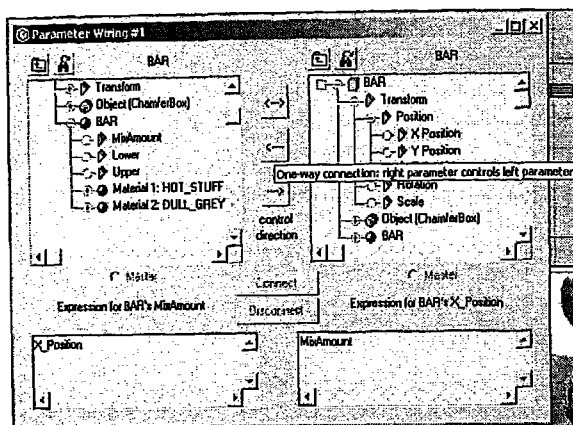 Parameter Wiring #1
BAR
Transform
Object (ChamferBox)
BAR
MixAmount
Lower
Upper
Material 1: HOT_STUFF
Material 2: DULL_GREY
BAR
BAR
Transform
Position
X Position
Y Position
One-way connection: right parameter controls left parameter
Rotation
Scale
Object (ChamferBox)
BAR
control
direction
Master
Master
Connect
Disconnect
Expression for BAR's MixAmount
Expression for BAR's X_Position
X_Position
MixAmount